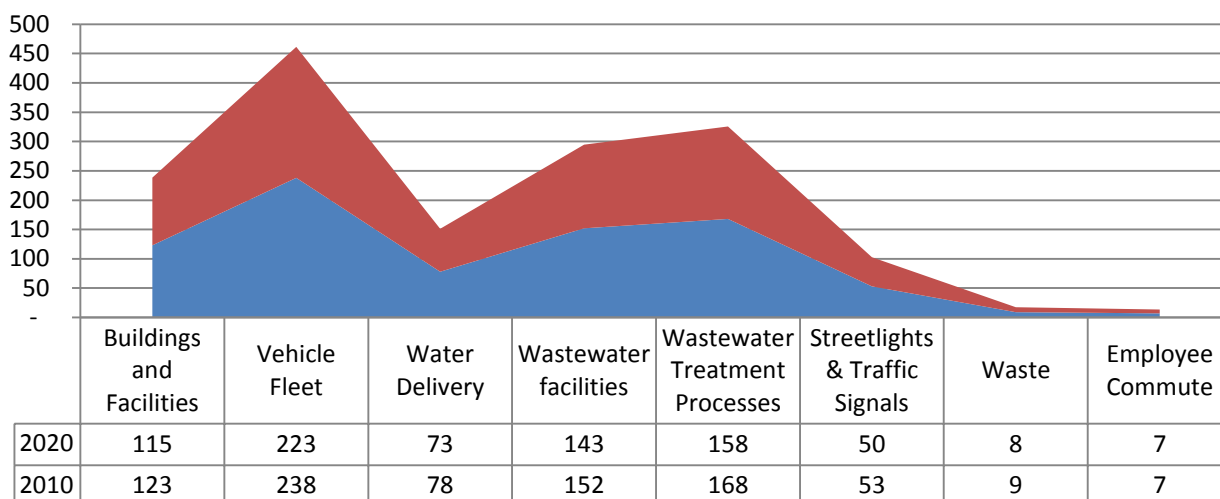 500
450
400
350
300
250
200
150
100
50
-
Buildings and Facilities
Vehicle Fleet
Water Delivery
Wastewater facilities
Wastewater Treatment Processes
Streetlights & Traffic Signals
Waste
Employee Commute
2020 115 223 73 143 158 50 8 7
2010 123 238 78 152 168 53 9 7